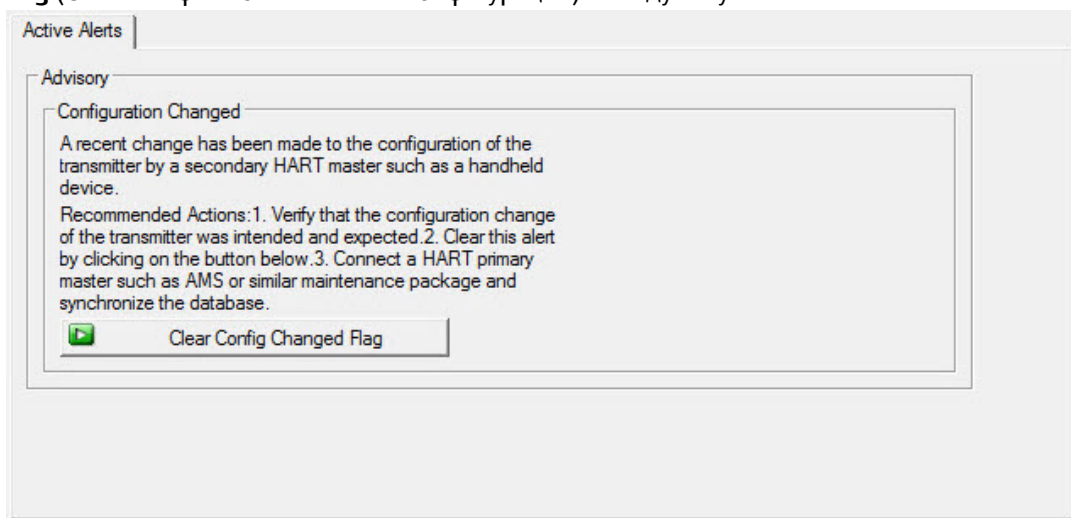 Active Alerts
Advisory
Configuration Changed
A recent change has been made to the configuration of the
transmitter by a secondary HART master such as a handheld
device.
Recommended Actions:1. Verify that the configuration change
of the transmitter was intended and expected.2. Clear this alert
by clicking on the button below.3. Connect a HART primary
master such as AMS or similar maintenance package and
synchronize the database.
Clear Config Changed Flag